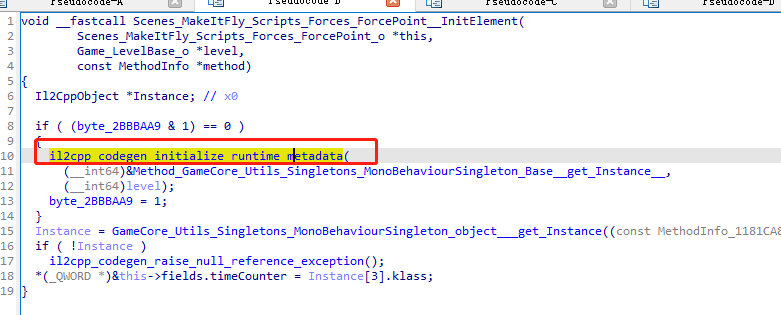 Pseudocode-A Pseudocode-B Pseudocode-C Pseudocode-D
1 void __fastcall Scenes_MakeItFly_Scripts_Forces_ForcePoint__InitElement(
2 Scenes_MakeItFly_Scripts_Forces_ForcePoint_o *this,
3 Game_LevelBase_o *level,
4 const MethodInfo *method)
5 {
6 Il2CppObject *Instance; // x0
7
8 if ( (byte_2BBBAA9 & 1) == 0 )
9 {
10 il2cpp_codegen_initialize_runtime_metadata(
11 (__int64)&Method_GameCore_Utils_Singletons_MonoBehaviourSingleton_Base__get_Instance__,
12 (__int64)level);
13 byte_2BBBAA9 = 1;
14 }
15 Instance = GameCore_Utils_Singletons_MonoBehaviourSingleton_object___get_Instance((const MethodInfo_1181CA8
16 if ( !Instance )
17 il2cpp_codegen_raise_null_reference_exception();
18 *(_QWORD *)&this->fields.timeCounter = Instance[3].klass;
19 }